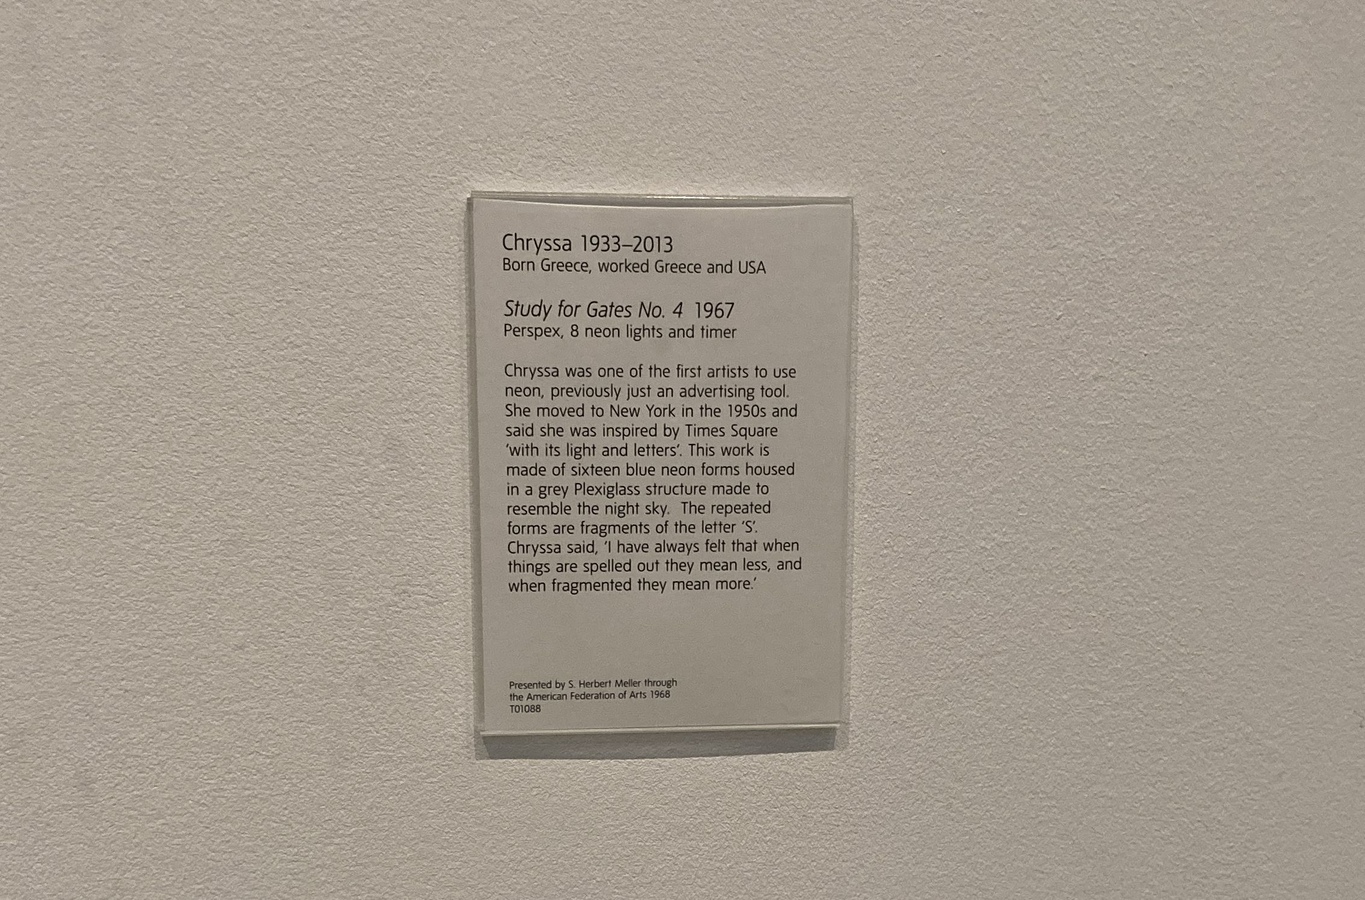 Chryssa 1933–2013
Born Greece, worked Greece and USA
Study for Gates No. 4 1967
Perspex, 8 neon lights and timer
Chryssa was one of the first artists to use
neon, previously just an advertising tool.
She moved to New York in the 1950s and
said she was inspired by Times Square
‘with its light and letters’. This work is
made of sixteen blue neon forms housed
in a grey Plexiglass structure made to
resemble the night sky.  The repeated
forms are fragments of the letter ‘S’.
Chryssa said, ‘I have always felt that when
things are spelled out they mean less, and
when fragmented they mean more.’
Presented by S. Herbert Meller through
the American Federation of Arts 1968
T01088